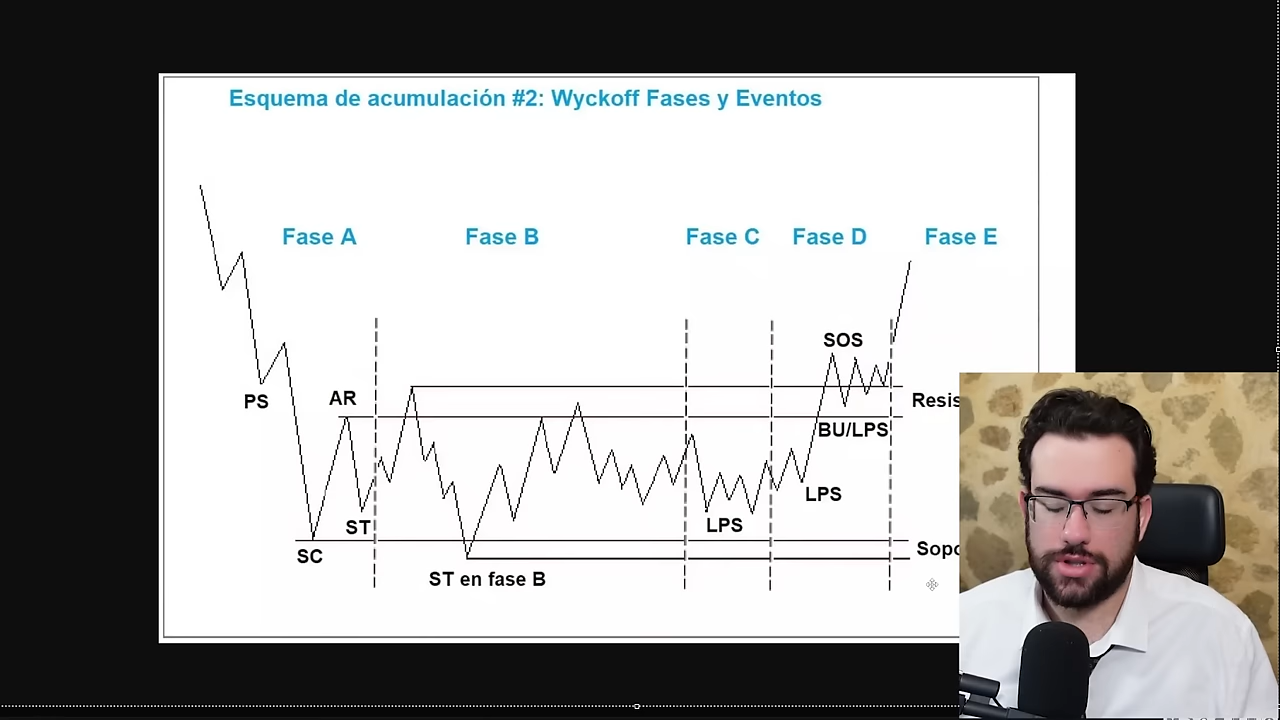 Esquema de acumulación #2: Wyckoff Fases y Eventos
Fase A
Fase B
Fase C
Fase D
Fase E
SOS
PS
AR
Resis
BU/LPS
LPS
ST
LPS
SC
Sopo
ST en fase B